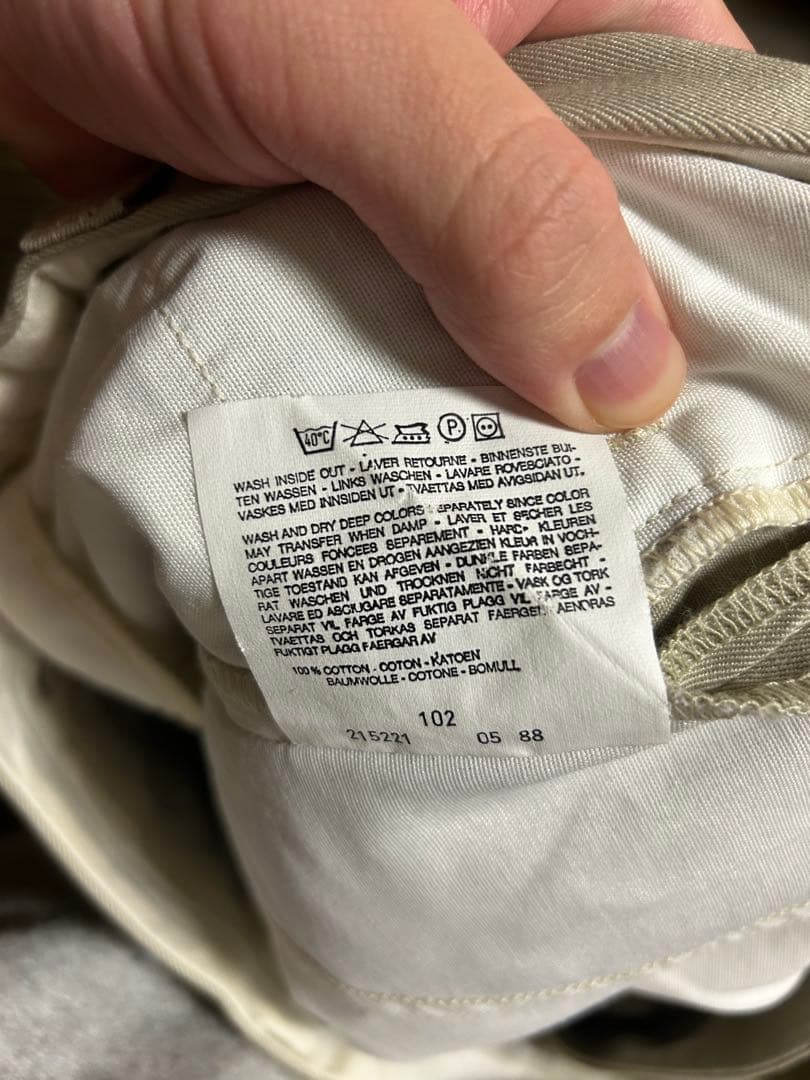 40°C P
WASH INSIDE OUT - LAVER RETOURNE - BINNENSTE BUI-
TEN WASSEN - LINKS WASCHEN - LAVARE ROVESCIATO -
VASKES MED INNSIDEN UT - TVAETTAS MED AVIGSIDAN UT.
WASH AND DRY DEEP COLORS SEPARATELY SINCE COLOR
MAY TRANSFER WHEN DAMP - LAVER ET SECHER LES
COULEURS FONCEES SEPAREMENT - HARDE KLEUREN
APART WASSEN EN DROGEN AANGEZIEN KLEUR IN VOCH-
TIGE TOESTAND KAN AFGEVEN - DUNKLE FARBEN SEPA-
RAT WASCHEN UND TROCKNEN NICHT FARBECHT -
LAVARE ED ASCIUGARE SEPARATAMENTE - VASK OG TORK
SEPARAT VIL FARGE AV FUKTIG PLAGG VIL FARGE AV -
TVAETTAS OCH TORKAS SEPARAT FAERGEN AENDRAS
FUKTIGT PLAGG FAERGAR AV
100% COTTON - COTON - KATOEN
BAUMWOLLE - COTONE - BOMULL
102
215221 05 88